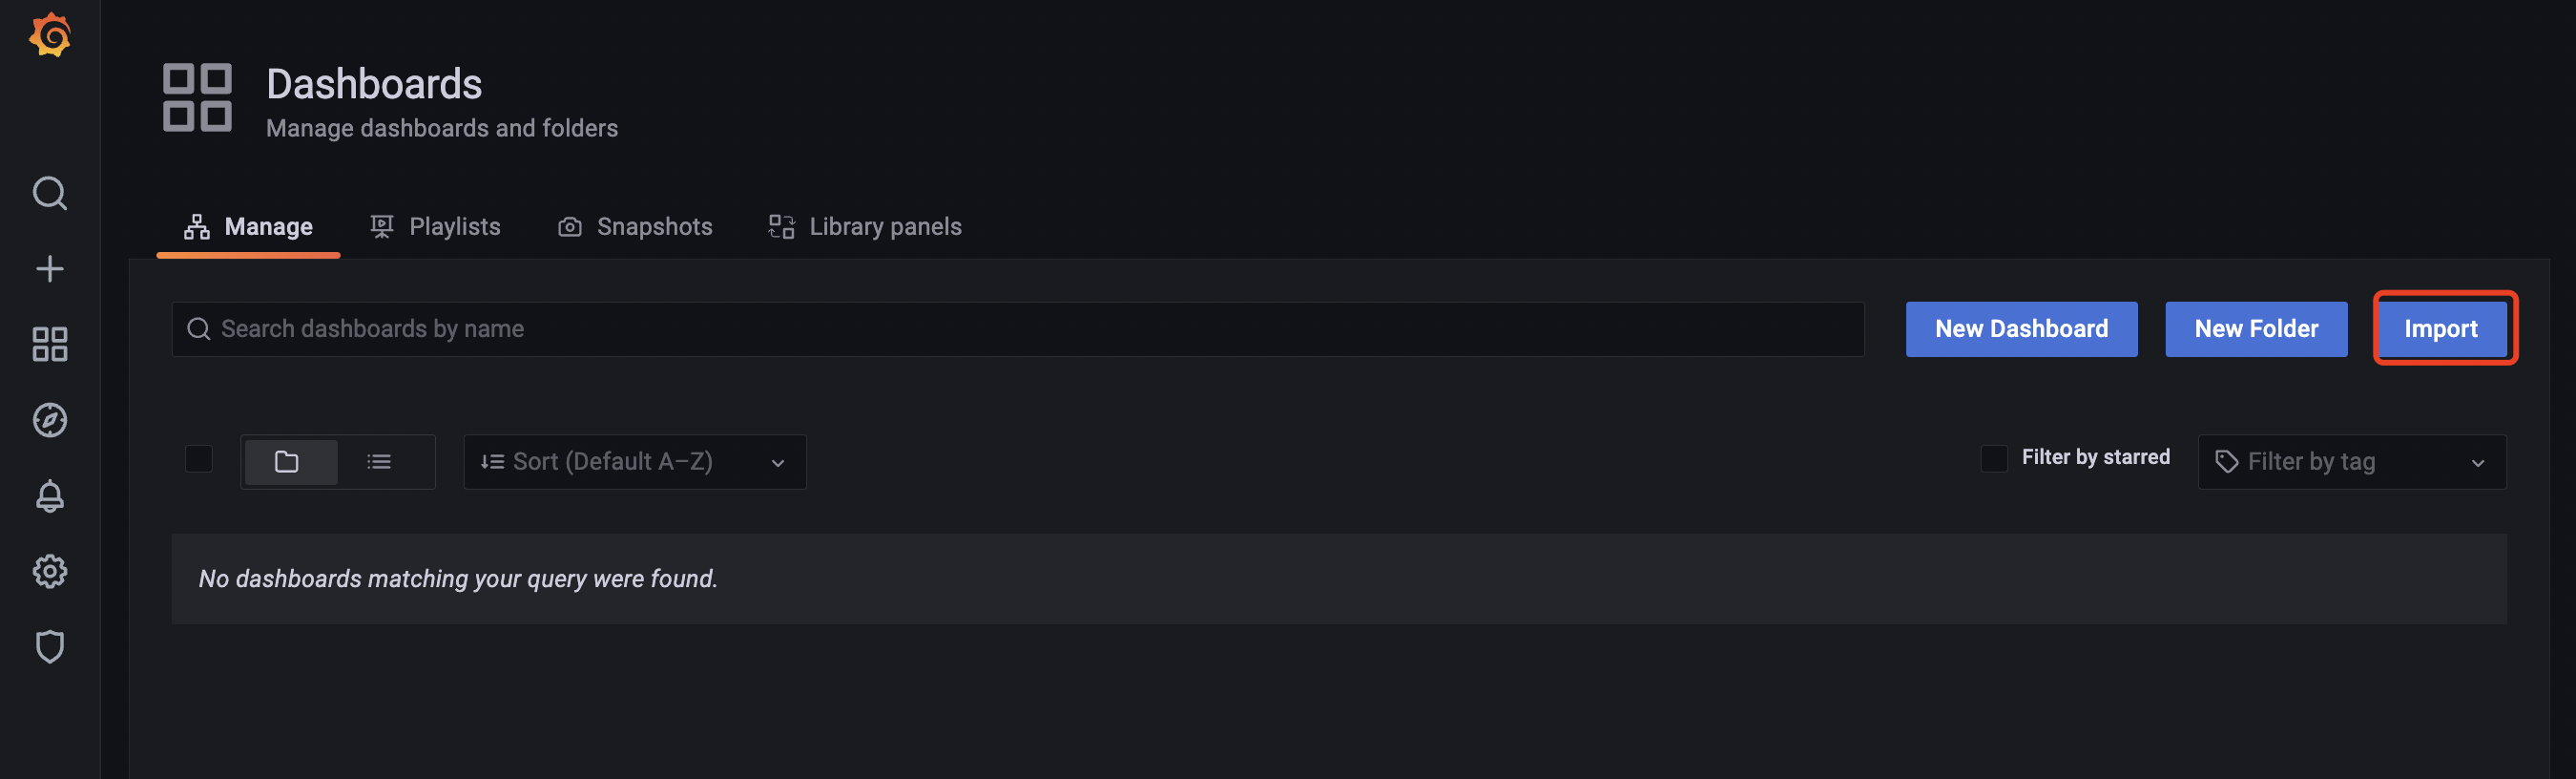 Dashboards
Manage dashboards and folders
Manage Playlists Snapshots Library panels
Search dashboards by name New Dashboard New Folder Import
Sort (Default A–Z) Filter by starred Filter by tag
No dashboards matching your query were found.